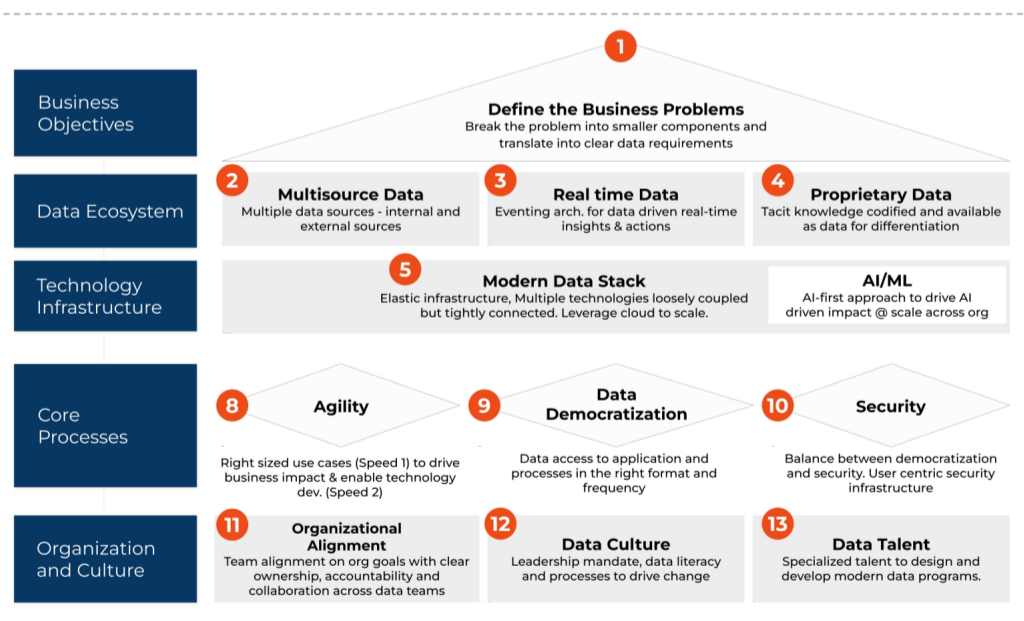 1
Business
Objectives
Define the Business Problems
Break the problem into smaller components and
translate into clear data requirements
Data Ecosystem
2
Multisource Data
Multiple data sources - internal and
external sources
3
Real time Data
Eventing arch. for data driven real-time
insights & actions
4
Proprietary Data
Tacit knowledge codified and available
as data for differentiation
Technology
Infrastructure
5
Modern Data Stack
Elastic infrastructure, Multiple technologies loosely coupled
but tightly connected. Leverage cloud to scale.
AI/ML
AI-first approach to drive AI
driven impact @ scale across org
Core
Processes
8
Agility
Right sized use cases (Speed 1) to drive
business impact & enable technology
dev. (Speed 2)
9
Data
Democratization
Data access to application and
processes in the right format and
frequency
10
Security
Balance between democratization
and security. User centric security
infrastructure
Organization
and Culture
11
Organizational
Alignment
Team alignment on org goals with clear
ownership, accountability and
collaboration across data teams
12
Data Culture
Leadership mandate, data literacy
and processes to drive change
13
Data Talent
Specialized talent to design and
develop modern data programs.